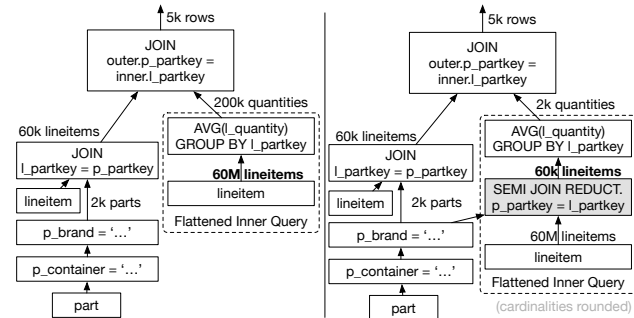 5k rows
JOIN
outer.p_partkey =
inner.l_partkey
200k quantities
60k lineitems
AVG(l_quantity)
GROUP BY l_partkey
JOIN
l_partkey = p_partkey
60M lineitems
lineitem
lineitem
2k parts
p_brand = ‘…’
Flattened Inner Query
p_container = ‘…’
part
5k rows
JOIN
outer.p_partkey =
inner.l_partkey
2k quantities
60k lineitems
AVG(l_quantity)
GROUP BY l_partkey
JOIN
l_partkey = p_partkey
60k lineitems
SEMI JOIN REDUCT.
p_partkey = l_partkey
lineitem
2k parts
p_brand = ‘…’
60M lineitems
lineitem
p_container = ‘…’
Flattened Inner Query
part
(cardinalities rounded)